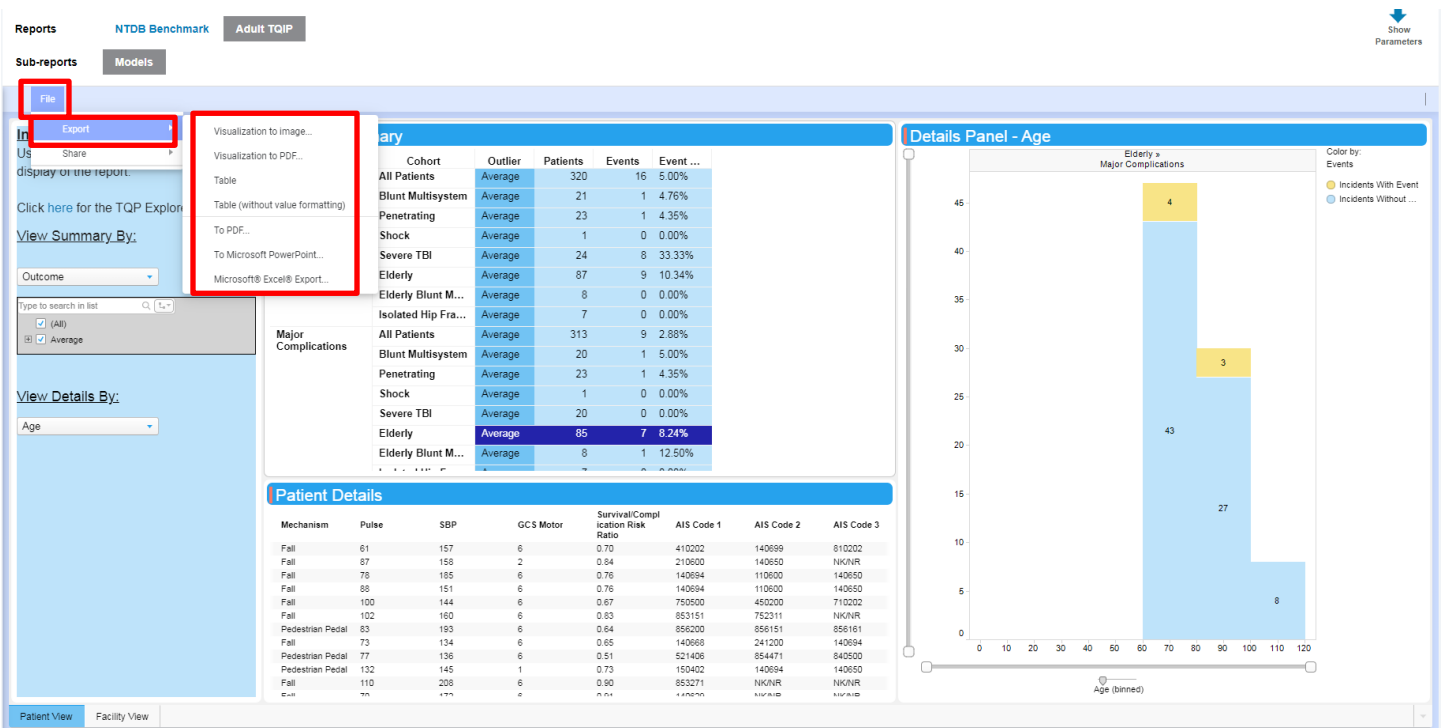 Reports NTDB Benchmark Adult TQIP
Show
Parameters
Sub-reports Models
File
Export
Share
Visualization to image...
Visualization to PDF...
Table
Table (without value formatting)
To PDF...
To Microsoft PowerPoint...
Microsoft® Excel® Export...
In
Us
display of the report.
Click here for the TQP Explore
View Summary By:
Outcome
Type to search in list
(All)
Average
View Details By:
Age
ary
Cohort Outlier Patients Events Event ...
All Patients Average 320 16 5.00%
Blunt Multisystem Average 21 1 4.76%
Penetrating Average 23 1 4.35%
Shock Average 1 0 0.00%
Severe TBI Average 24 8 33.33%
Elderly Average 87 9 10.34%
Elderly Blunt M... Average 8 0 0.00%
Isolated Hip Fra... Average 7 0 0.00%
Major Complications All Patients Average 313 9 2.88%
Blunt Multisystem Average 20 1 5.00%
Penetrating Average 23 1 4.35%
Shock Average 1 0 0.00%
Severe TBI Average 20 0 0.00%
Elderly Average 85 7 8.24%
Elderly Blunt M... Average 8 1 12.50%
Patient Details
Mechanism Pulse SBP GCS Motor Survival/Complication Risk Ratio AIS Code 1 AIS Code 2 AIS Code 3
Fall 61 157 6 0.70 410202 140699 810202
Fall 87 158 2 0.84 210600 140650 NK/NR
Fall 78 185 6 0.76 140694 110600 140650
Fall 88 151 6 0.76 140694 110600 140650
Fall 100 144 6 0.67 750500 450200 710202
Fall 102 160 6 0.83 853151 752311 NK/NR
Pedestrian Pedal 83 193 6 0.64 856200 856151 856161
Fall 73 134 6 0.65 140668 241200 140694
Pedestrian Pedal 77 136 6 0.51 521406 854471 840500
Pedestrian Pedal 132 145 1 0.73 150402 140694 140650
Fall 110 208 6 0.90 853271 NK/NR NK/NR
Details Panel - Age
Elderly »
Major Complications
Color by:
Events
Incidents With Event
Incidents Without ...
45
40
35
30
25
20
15
10
5
0
4
43
3
27
8
0 10 20 30 40 50 60 70 80 90 100 110 120
Age (binned)
Patient View Facility View